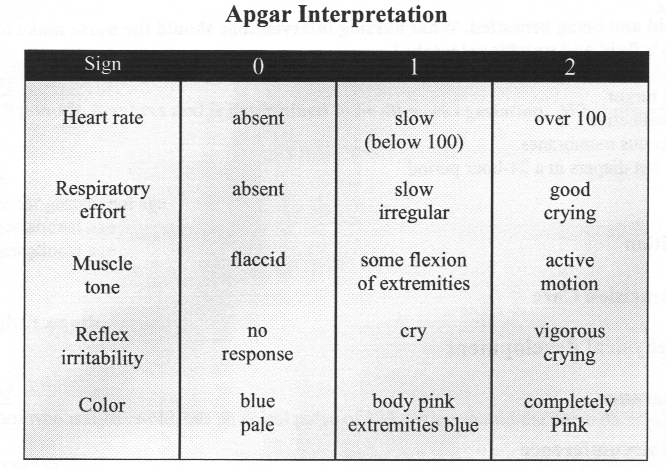 Apgar Interpretation
Sign 0 1 2
Heart rate absent slow over 100
(below 100)
Respiratory absent slow good
effort irregular crying
Muscle flaccid some flexion active
tone of extremities motion
Reflex no cry vigorous
irritability response crying
Color blue body pink completely
pale extremities blue Pink